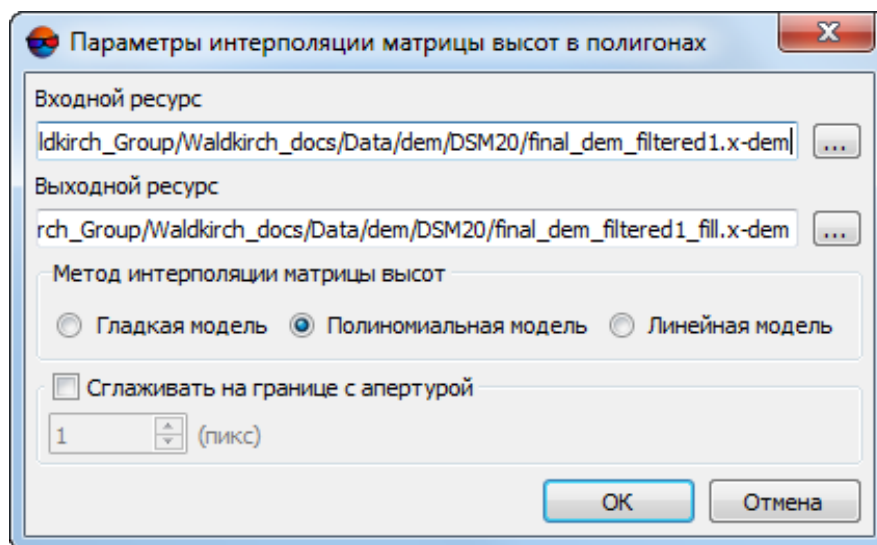 Параметры интерполяции матрицы высот в полигонах
Входной ресурс
ldkirch_Group/Waldkirch_docs/Data/dem/DSM20/final_dem_filtered1.x-dem
...
Выходной ресурс
rch_Group/Waldkirch_docs/Data/dem/DSM20/final_dem_filtered1_fill.x-dem
...
Метод интерполяции матрицы высот
Гладкая модель Полиномиальная модель Линейная модель
Сглаживать на границе с апертурой
1 (пикс)
OK Отмена